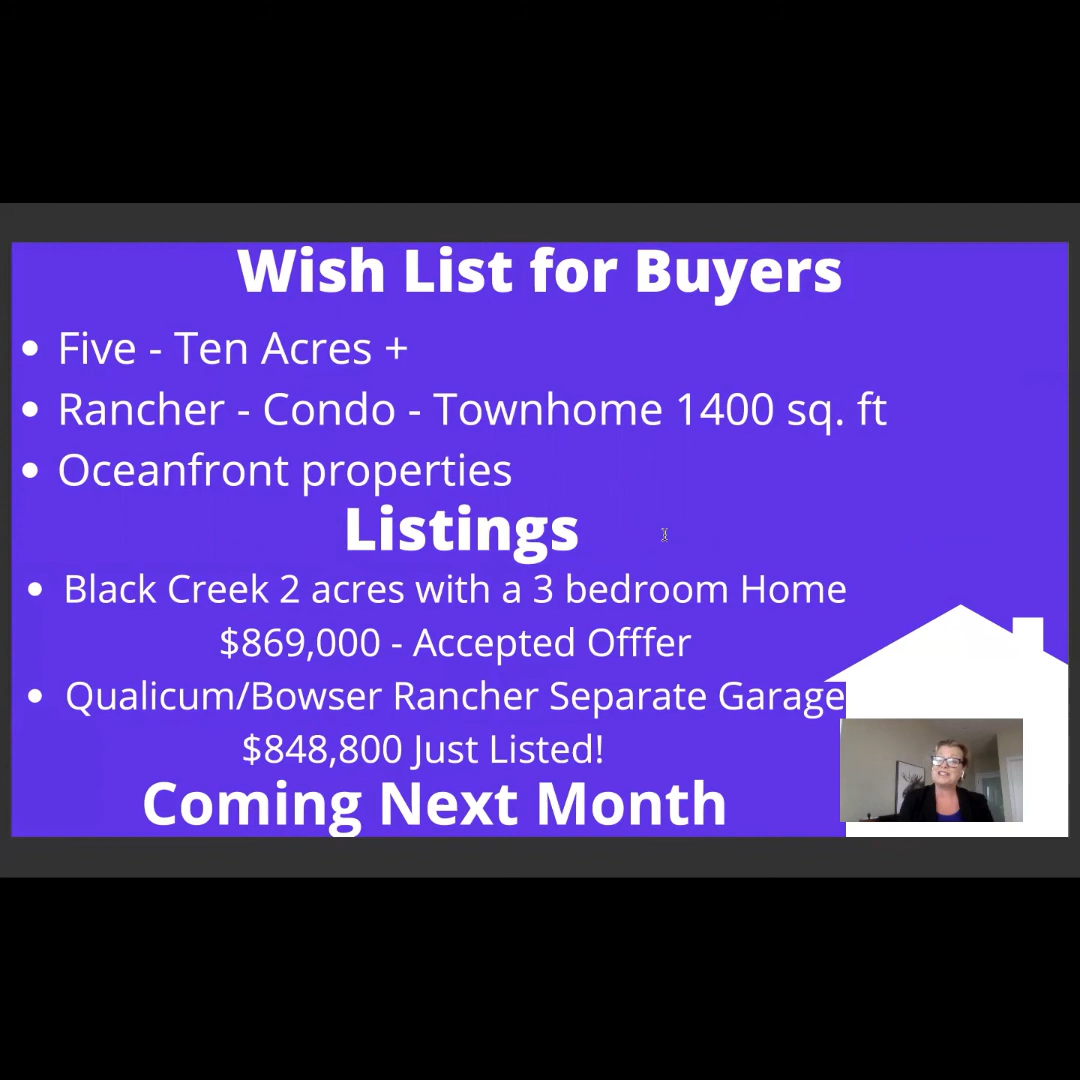 Wish List for Buyers
• Five - Ten Acres +
• Rancher - Condo - Townhome 1400 sq. ft
• Oceanfront properties
Listings
• Black Creek 2 acres with a 3 bedroom Home
$869,000 - Accepted Offfer
• Qualicum/Bowser Rancher Separate Garage
$848,800 Just Listed!
Coming Next Month